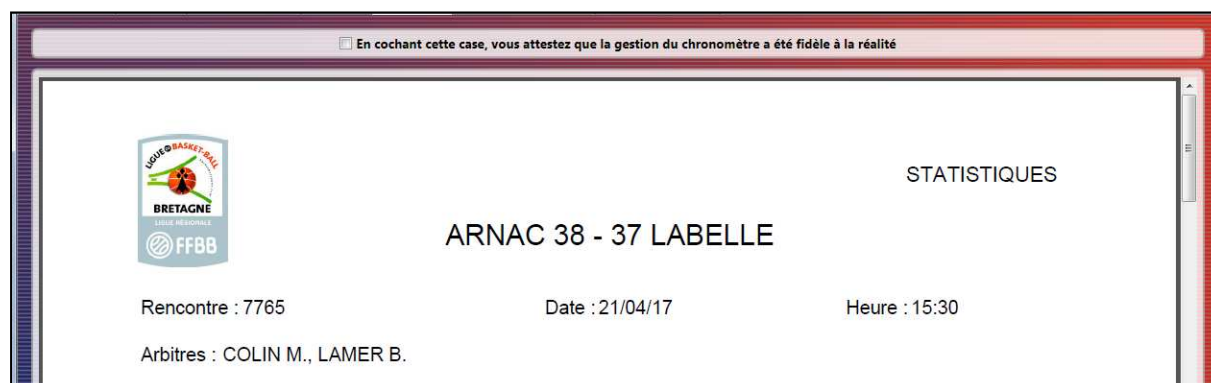 En cochant cette case, vous attestez que la gestion du chronomètre a été fidèle à la réalité
LIGUE DE BASKET-BALL
BRETAGNE
LIGUE RÉGIONALE
FFBB
STATISTIQUES
ARNAC 38 - 37 LABELLE
Rencontre : 7765
Date : 21/04/17
Heure : 15:30
Arbitres : COLIN M., LAMER B.